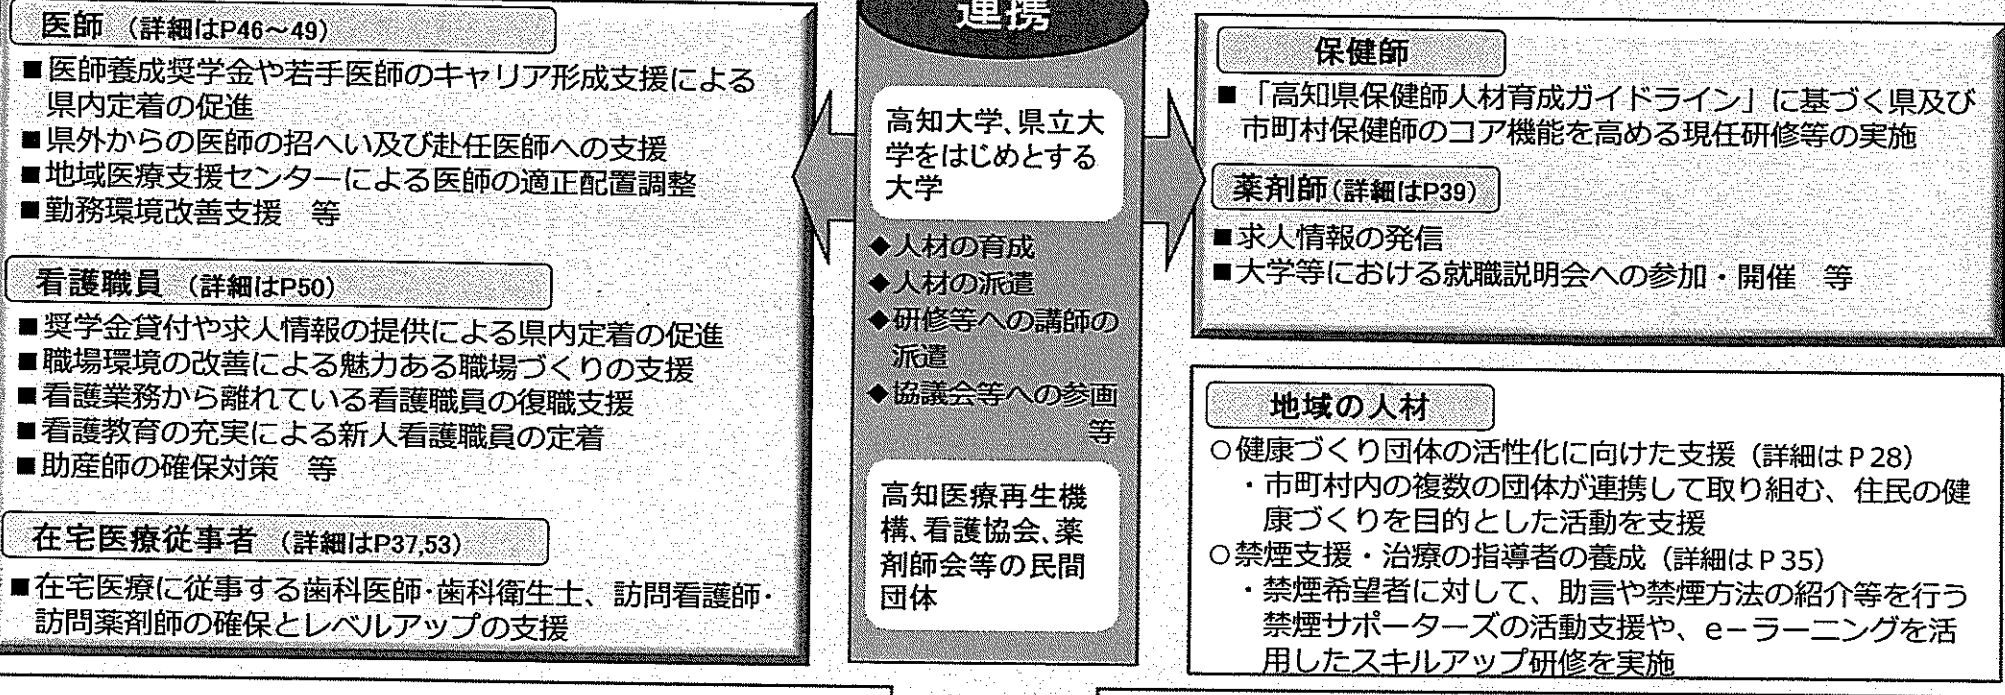 医師 （詳細はP46～49）
■医師養成奨学金や若手医師のキャリア形成支援による
県内定着の促進
■県外からの医師の招へい及び赴任医師への支援
■地域医療支援センターによる医師の適正配置調整
■勤務環境改善支援　等
看護職員 （詳細はP50）
■奨学金貸付や求人情報の提供による県内定着の促進
■職場環境の改善による魅力ある職場づくりの支援
■看護業務から離れている看護職員の復職支援
■看護教育の充実による新人看護職員の定着
■助産師の確保対策　等
在宅医療従事者 （詳細はP37,53）
■在宅医療に従事する歯科医師･歯科衛生士、訪問看護師･
訪問薬剤師の確保とレベルアップの支援
連携
高知大学、県立大
学をはじめとする
大学
◆人材の育成
◆人材の派遣
◆研修等への講師の
派遣
◆協議会等への参画
等
高知医療再生機
構、看護協会、薬
剤師会等の民間
団体
保健師
■「高知県保健師人材育成ガイドライン」に基づく県及び
市町村保健師のコア機能を高める現任研修等の実施
薬剤師（詳細はP39）
■求人情報の発信
■大学等における就職説明会への参加・開催　等
地域の人材
○健康づくり団体の活性化に向けた支援（詳細はＰ28）
・市町村内の複数の団体が連携して取り組む、住民の健
康づくりを目的とした活動を支援
○禁煙支援・治療の指導者の養成（詳細はＰ35）
・禁煙希望者に対して、助言や禁煙方法の紹介等を行う
禁煙サポーターズの活動支援や、e－ラーニングを活
用したスキルアップ研修を実施